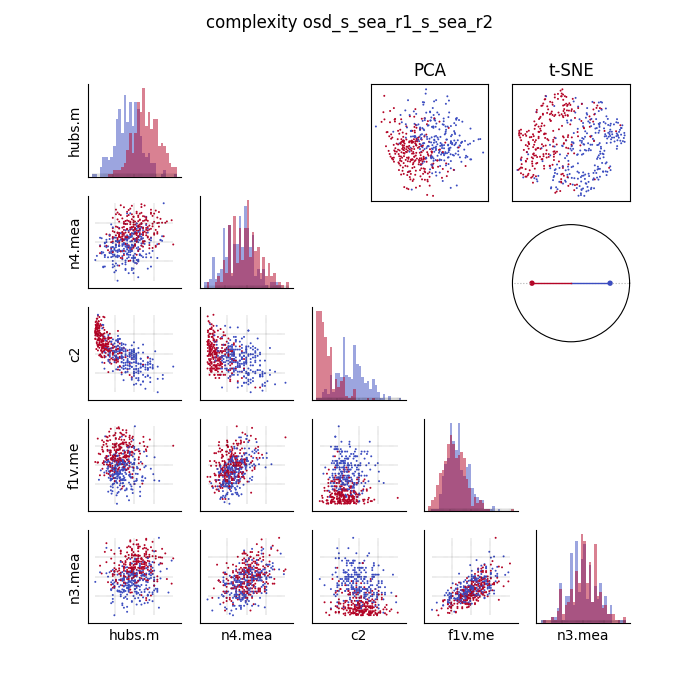 complexity osd_s_sea_r1_s_sea_r2
PCA
t-SNE
hubs.m
n4.mea
c2
f1v.me
n3.mea
hubs.m
n4.mea
c2
f1v.me
n3.mea